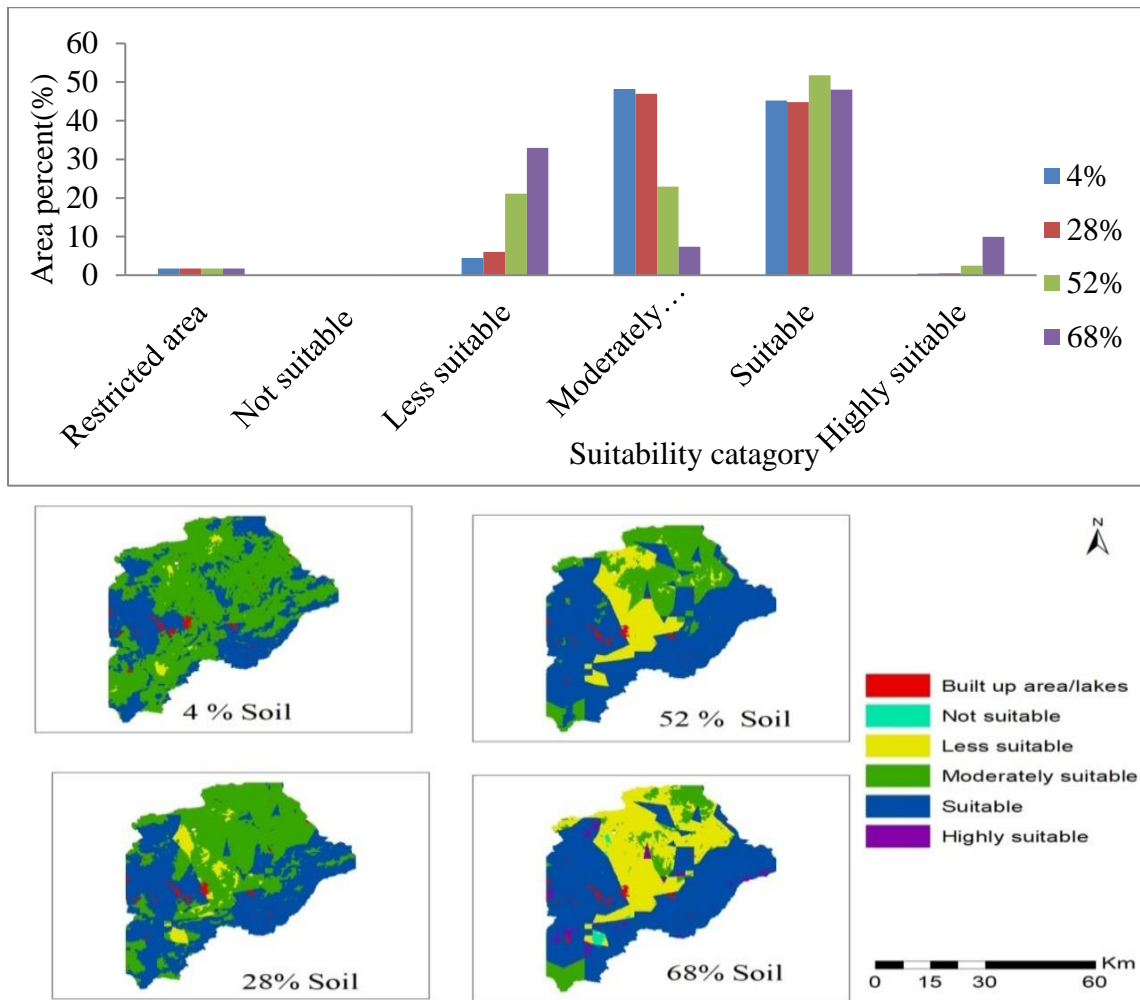 60
50
40
30
20
10
0
Area percent(%)
Restricted area
Not suitable
Less suitable
Moderately…
Suitable
Highly suitable
Suitability catagory
4%
28%
52%
68%
4 % Soil
52 % Soil
28% Soil
68% Soil
N
Built up area/lakes
Not suitable
Less suitable
Moderately suitable
Suitable
Highly suitable
Km
0 15 30 60